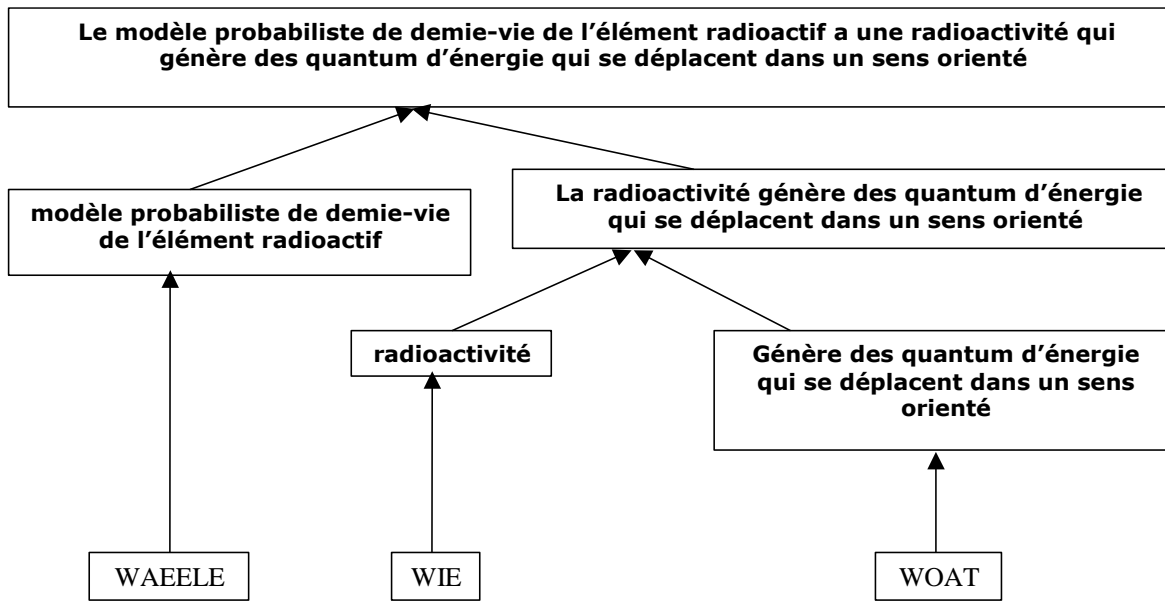 Le modèle probabiliste de demie-vie de l’élément radioactif a une radioactivité qui
génère des quantum d’énergie qui se déplacent dans un sens orienté
modèle probabiliste de demie-vie
de l’élément radioactif
La radioactivité génère des quantum d’énergie
qui se déplacent dans un sens orienté
radioactivité
Génère des quantum d’énergie
qui se déplacent dans un sens
orienté
WAEELE
WIE
WOAT